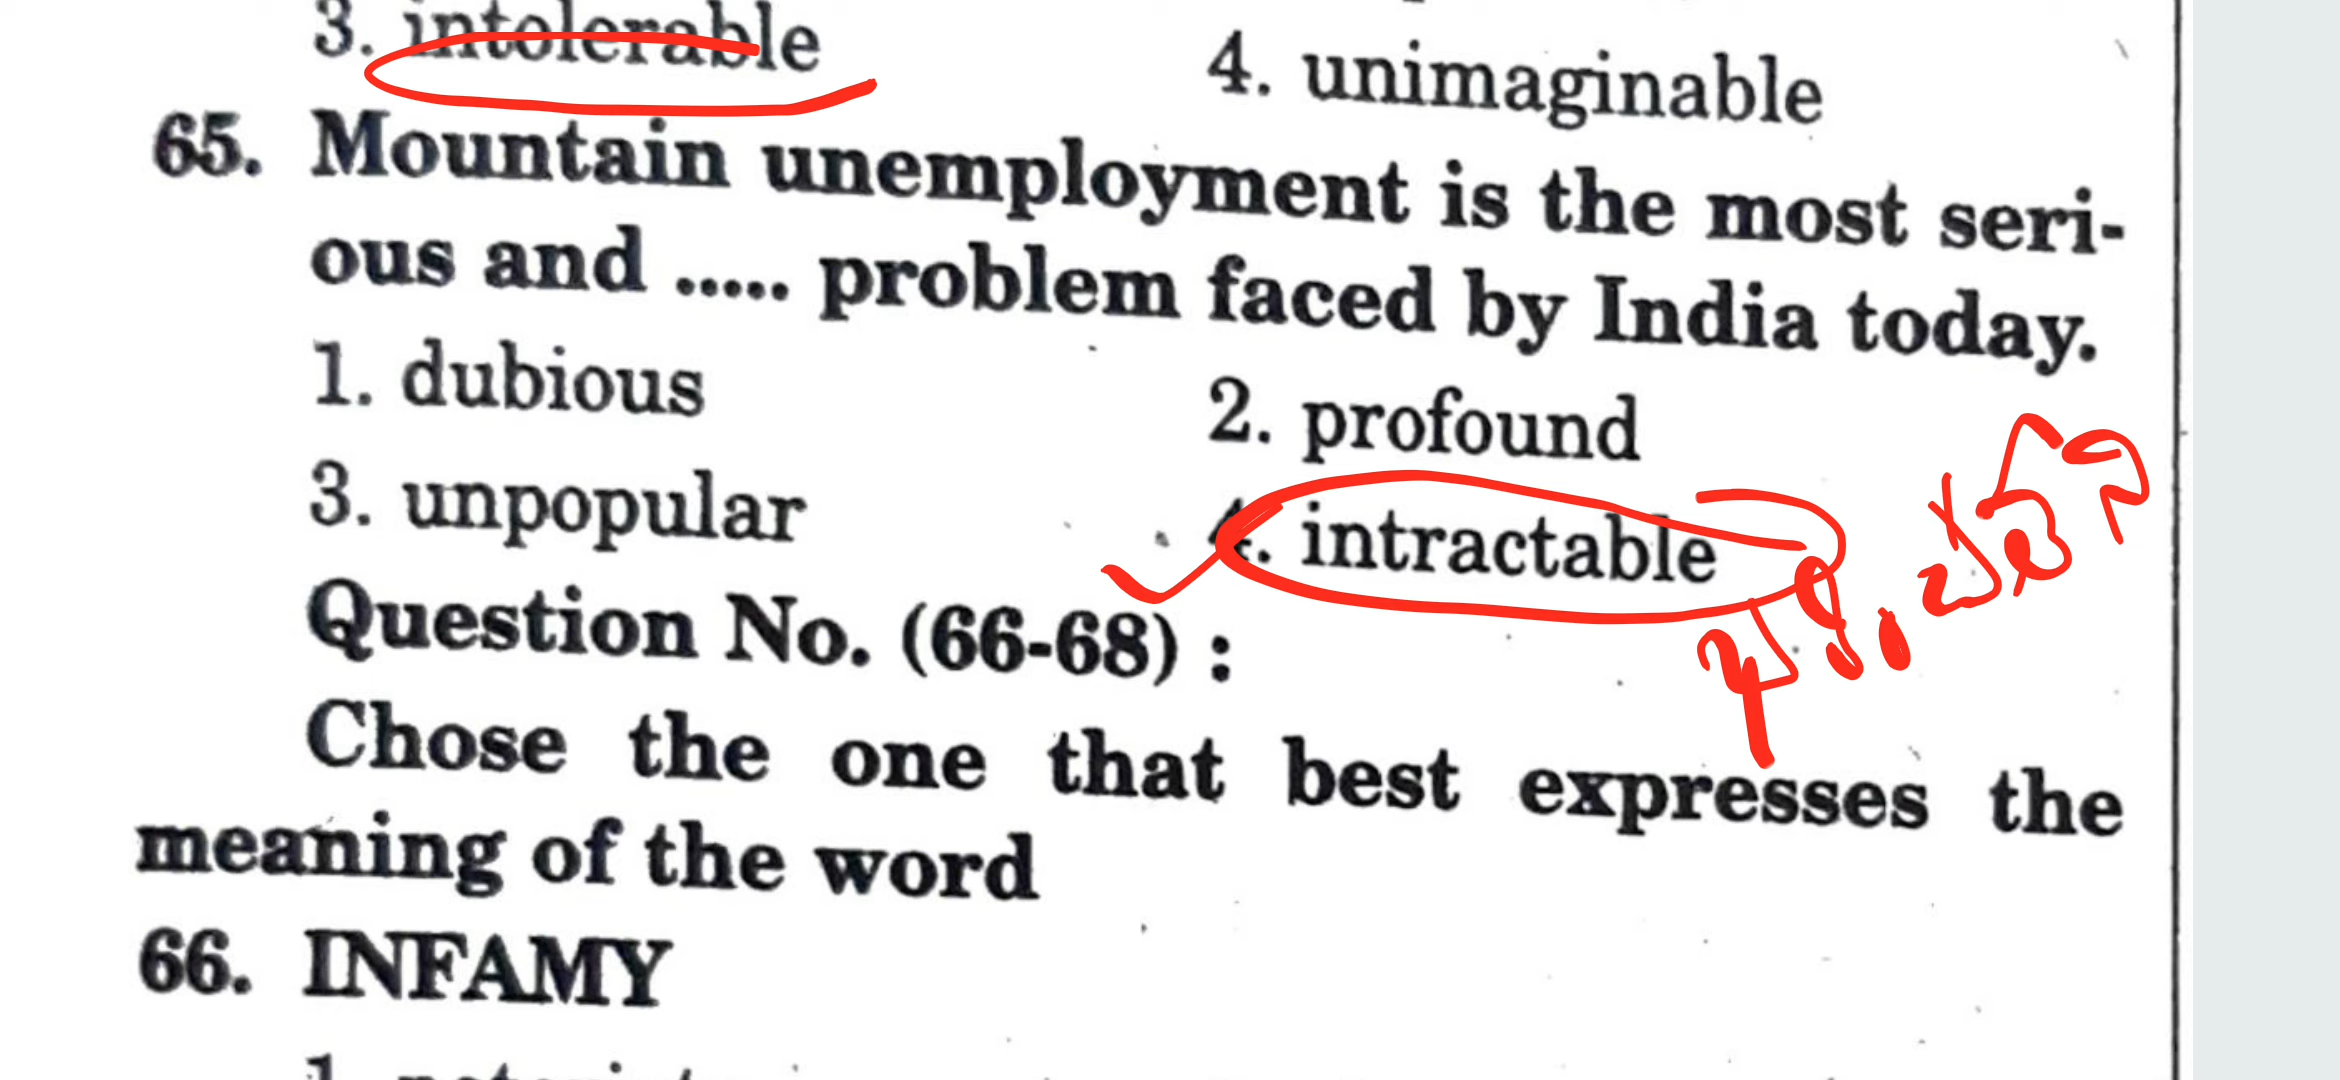 3. intolerable
4. unimaginable
65. Mountain unemployment is the most seri-
ous and ..... problem faced by India today.
1. dubious
2. profound
3. unpopular
4. intractable
Question No. (66-68) :
Chose the one that best expresses the
meaning of the word
66. INFAMY